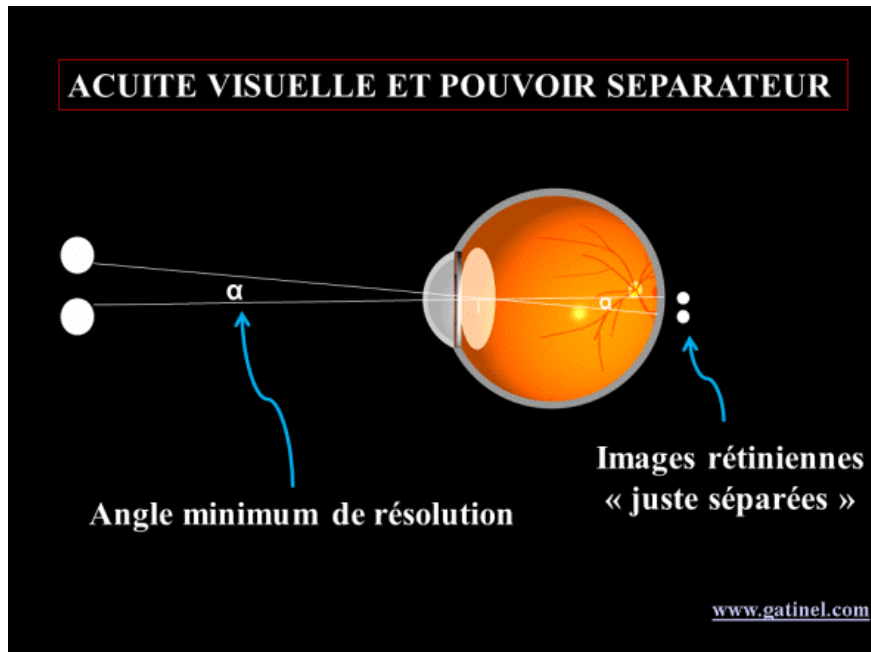 ACUITE VISUELLE ET POUVOIR SEPARATEUR
α
α
Images rétiniennes
« juste séparées »
Angle minimum de résolution
www.gatinel.com